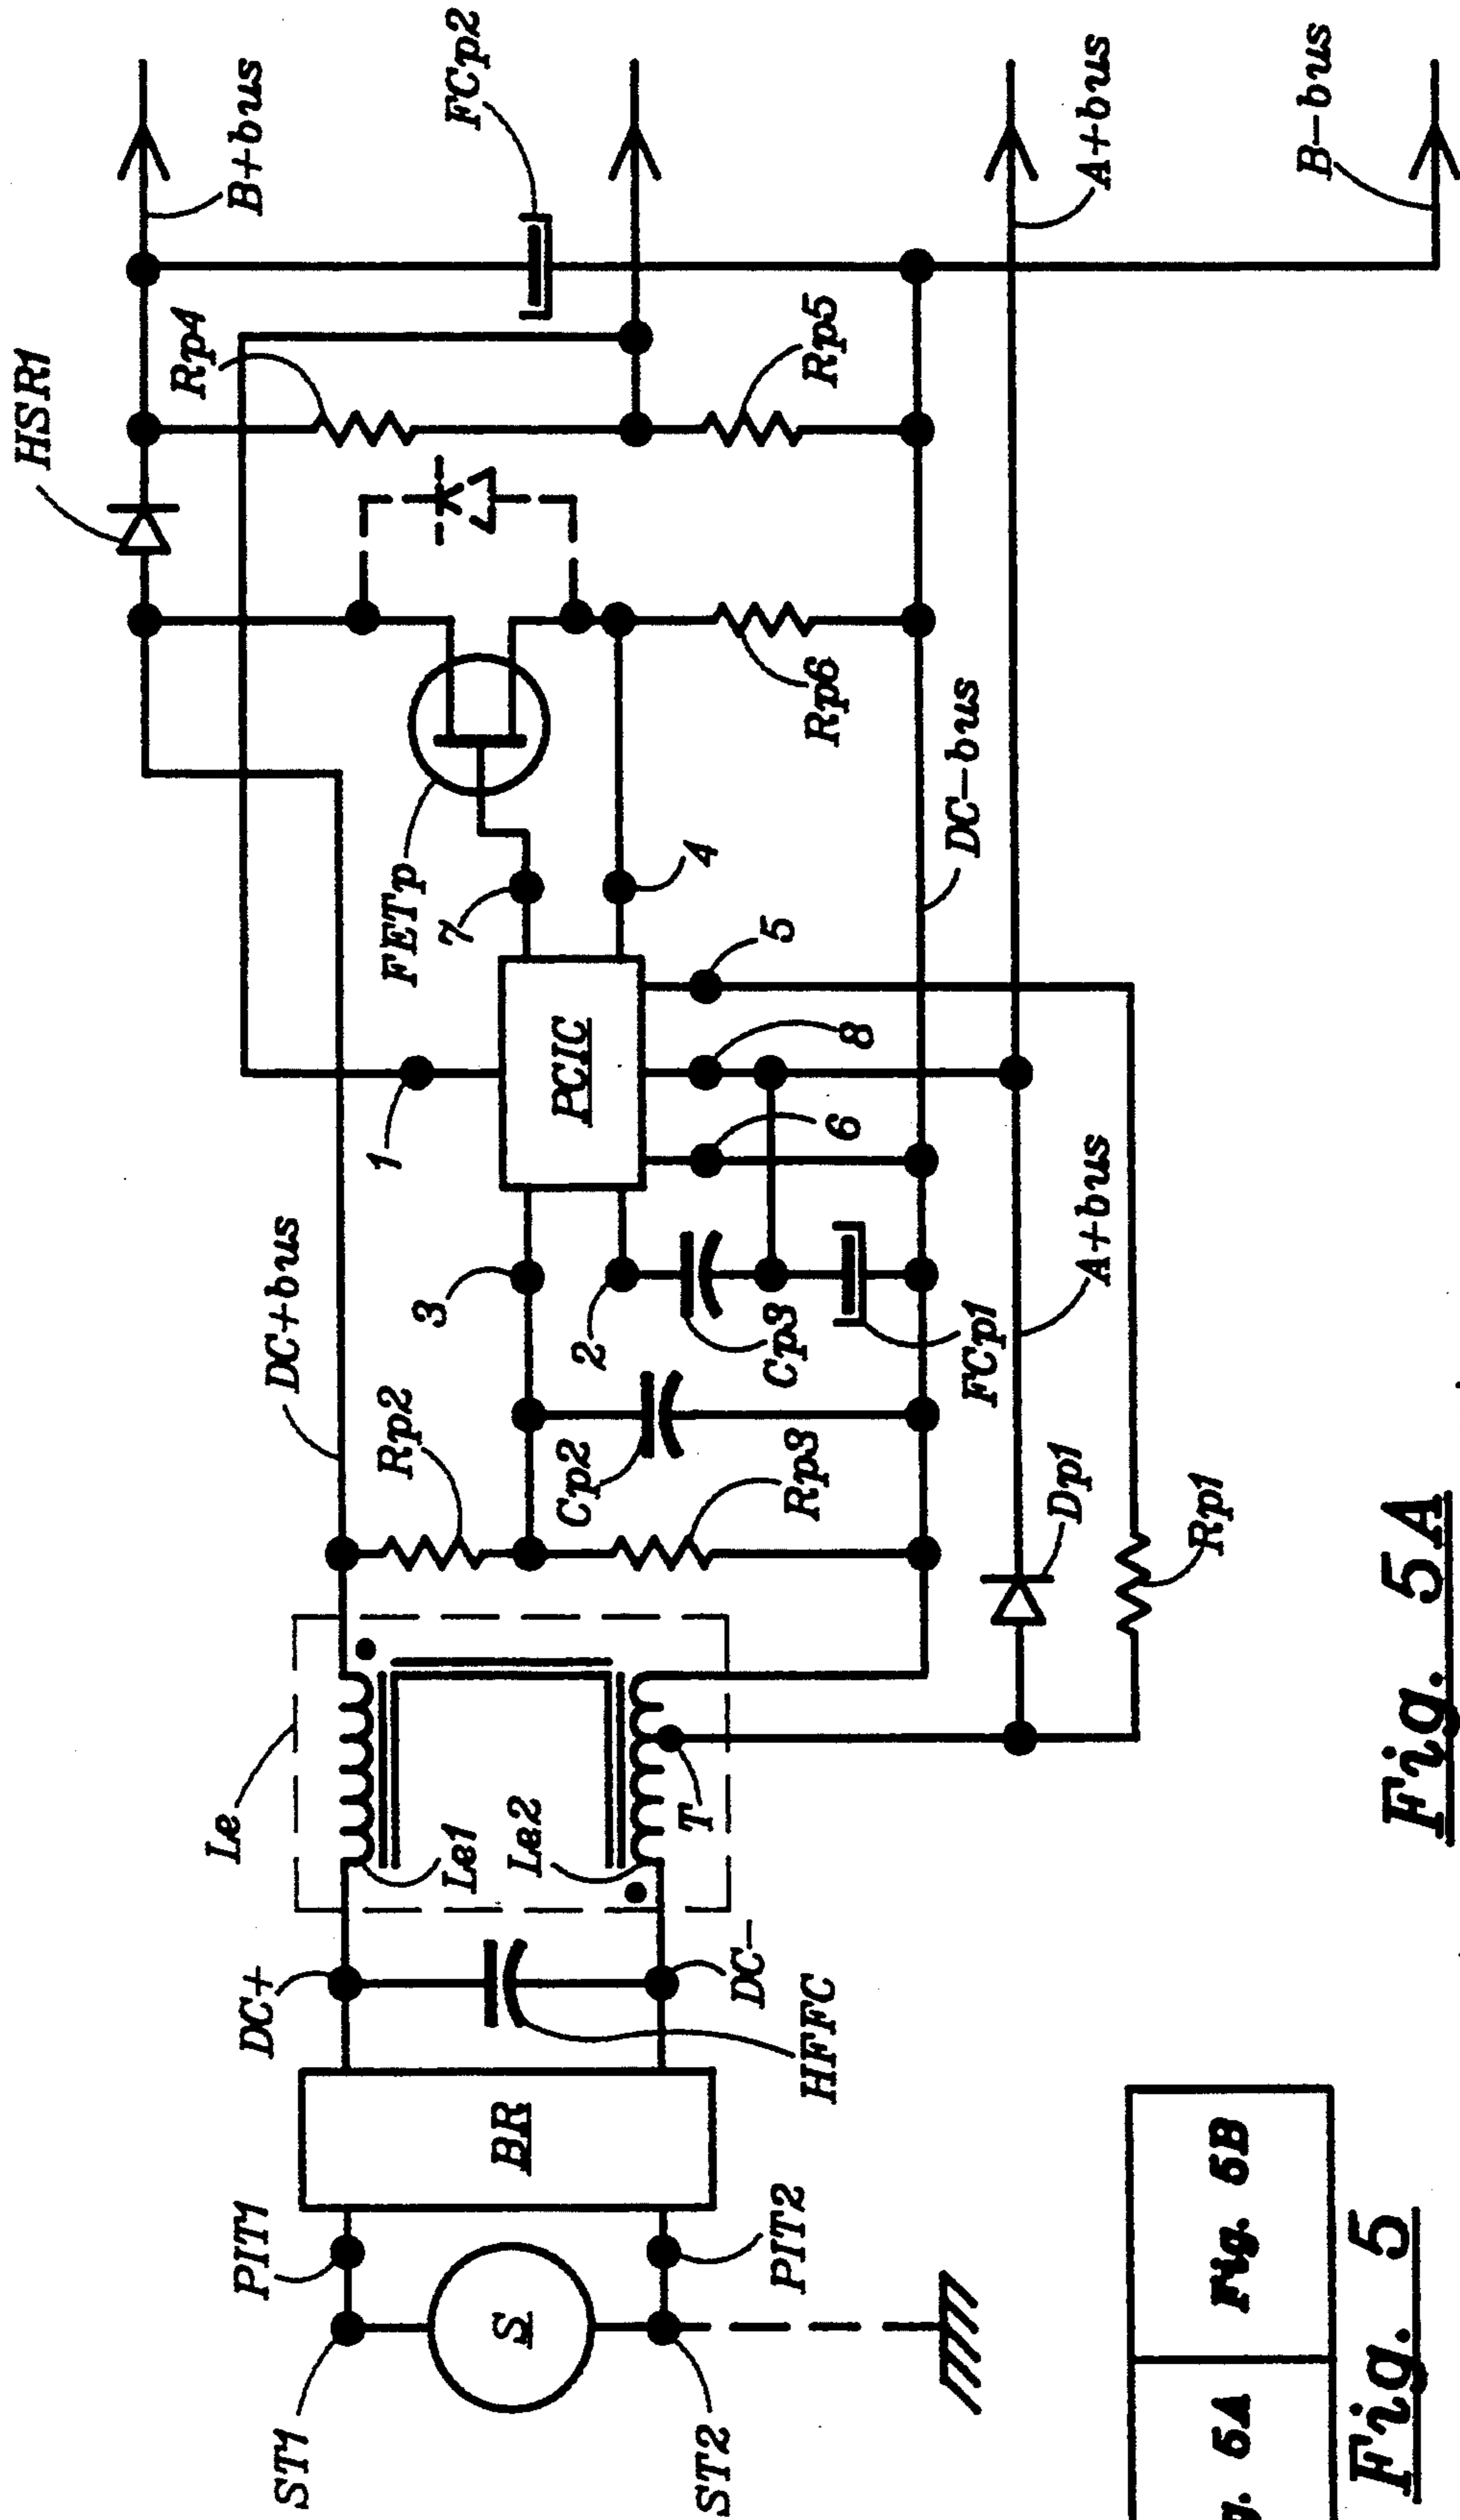 HSR1
B+bus
Rp4
FCp2
DC+bus
FETp
Rp2
1
3
7
PCIC
4
Rp5
Rp6
Le
DC+
PIT1
ST1
S
BR
Le1
Le2
T
Cp2
2
Cp3
6
8
5
Rp3
DC-bus
FCp1
DC-
HFFC
PIT2
ST2
A+bus
A+bus
Dp1
Rp1
B-bus
Fig. 5A
Fig. 5B
Fig. 5
Fig. 5A